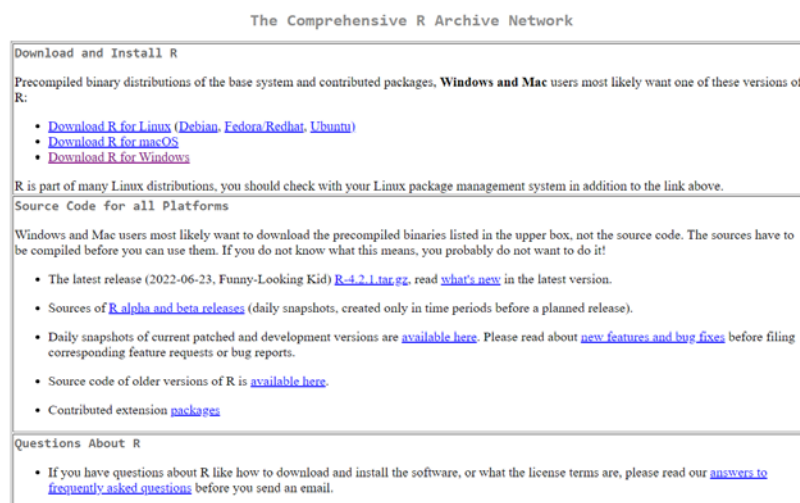 The Comprehensive R Archive Network
Download and Install R
Precompiled binary distributions of the base system and contributed packages, Windows and Mac users most likely want one of these versions of
R:
• Download R for Linux (Debian, Fedora/Redhat, Ubuntu)
• Download R for macOS
• Download R for Windows
R is part of many Linux distributions, you should check with your Linux package management system in addition to the link above.
Source Code for all Platforms
Windows and Mac users most likely want to download the precompiled binaries listed in the upper box, not the source code. The sources have to
be compiled before you can use them. If you do not know what this means, you probably do not want to do it!
• The latest release (2022-06-23, Funny-Looking Kid) R-4.2.1.tar.gz, read what's new in the latest version.
• Sources of R alpha and beta releases (daily snapshots, created only in time periods before a planned release).
• Daily snapshots of current patched and development versions are available here. Please read about new features and bug fixes before filing
corresponding feature requests or bug reports.
• Source code of older versions of R is available here.
• Contributed extension packages
Questions About R
• If you have questions about R like how to download and install the software, or what the license terms are, please read our answers to
frequently asked questions before you send an email.